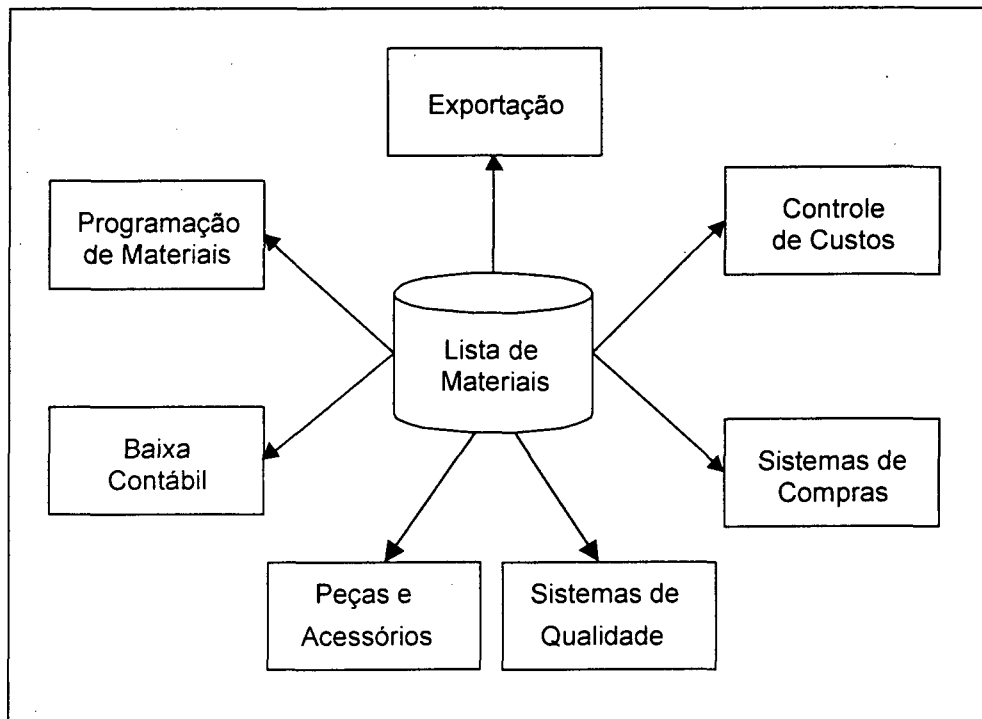 Exportação
Programação
de Materiais
Controle
de Custos
Lista de
Materiais
Baixa
Contábil
Sistemas de
Compras
Peças e
Acessórios
Sistemas de
Qualidade